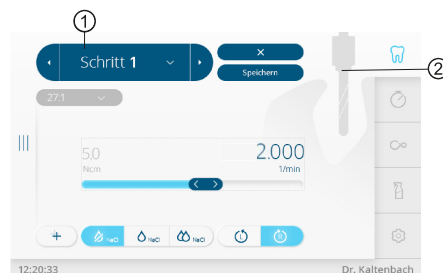 1
Schritt 1
×
Speichern
2
27.1
5,0
Ncm
2.000
1/min
NaCl
NaCl
NaCl
12:20:33
Dr. Kaltenbach